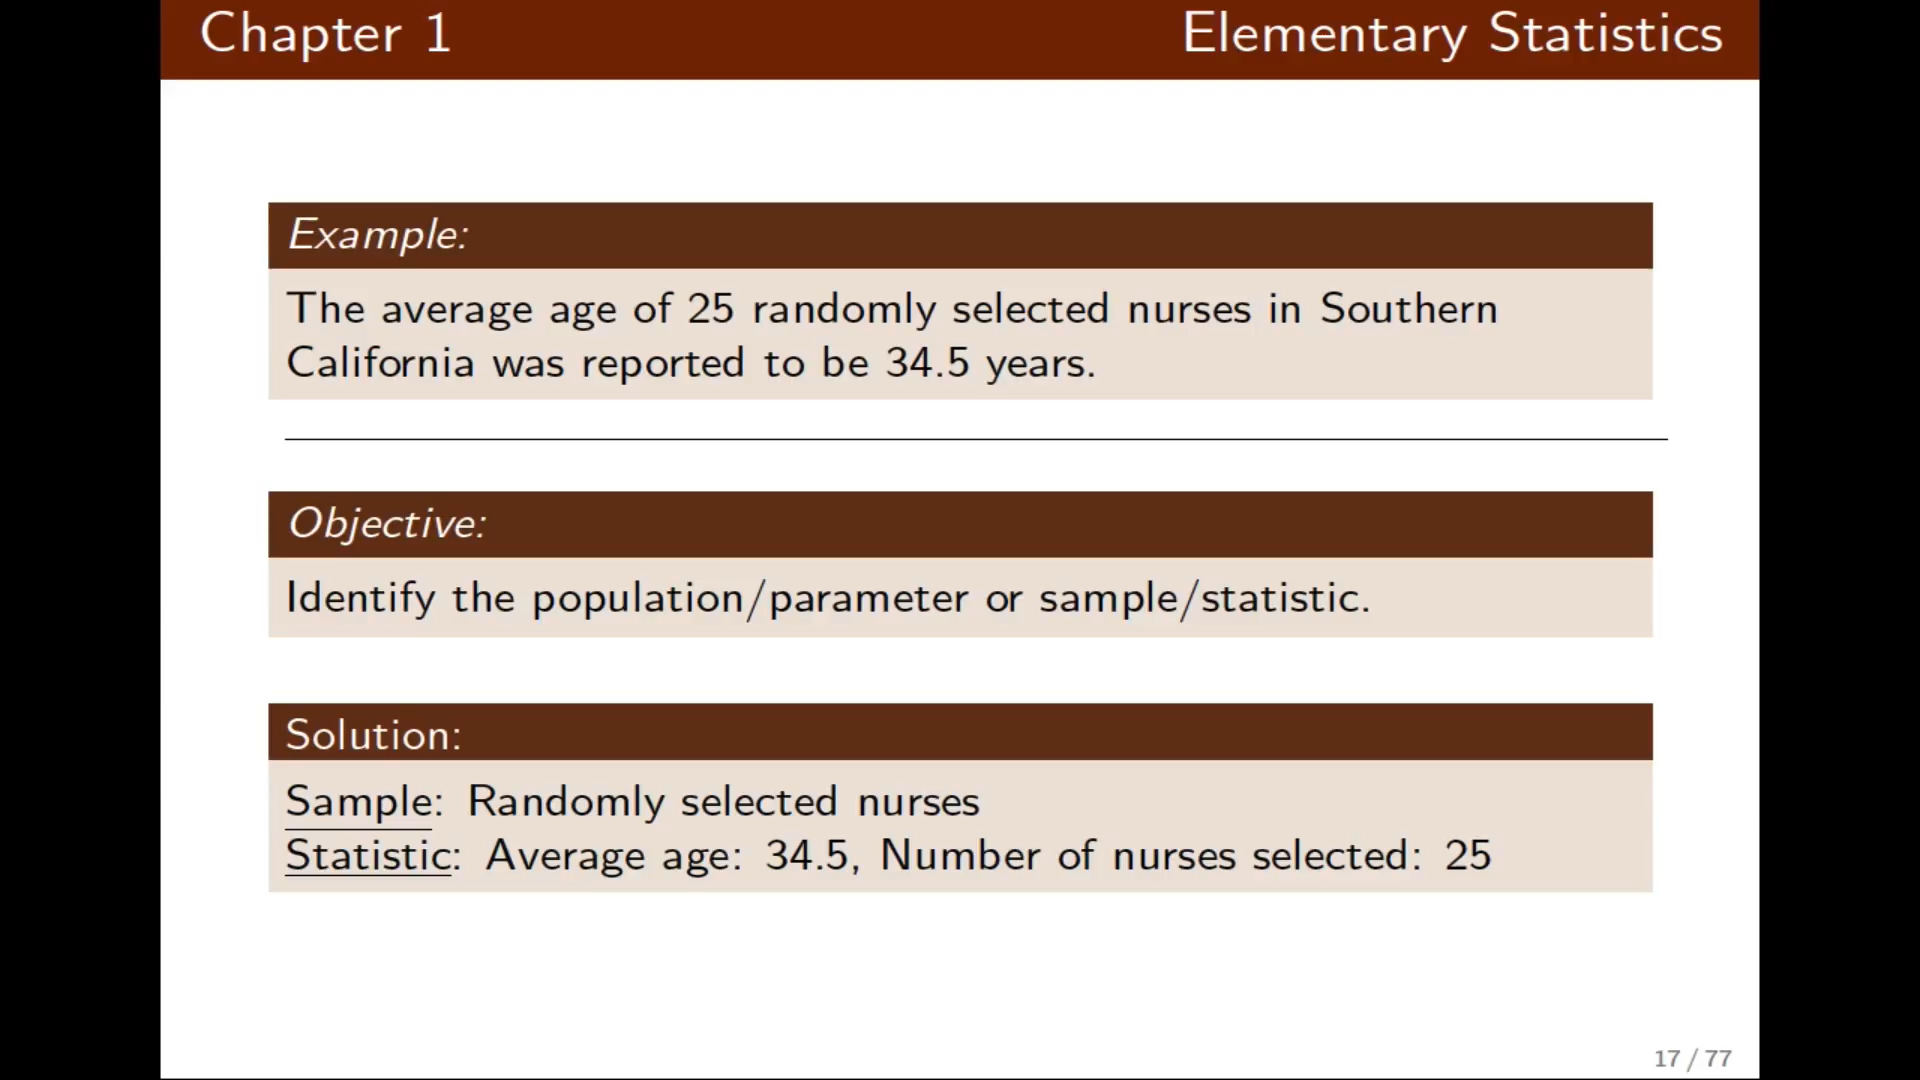 Chapter 1
Elementary Statistics
Example:
The average age of 25 randomly selected nurses in Southern
California was reported to be 34.5 years.
Objective:
Identify the population/parameter or sample/statistic.
Solution:
Sample: Randomly selected nurses
Statistic: Average age: 34.5, Number of nurses selected: 25
17 / 77